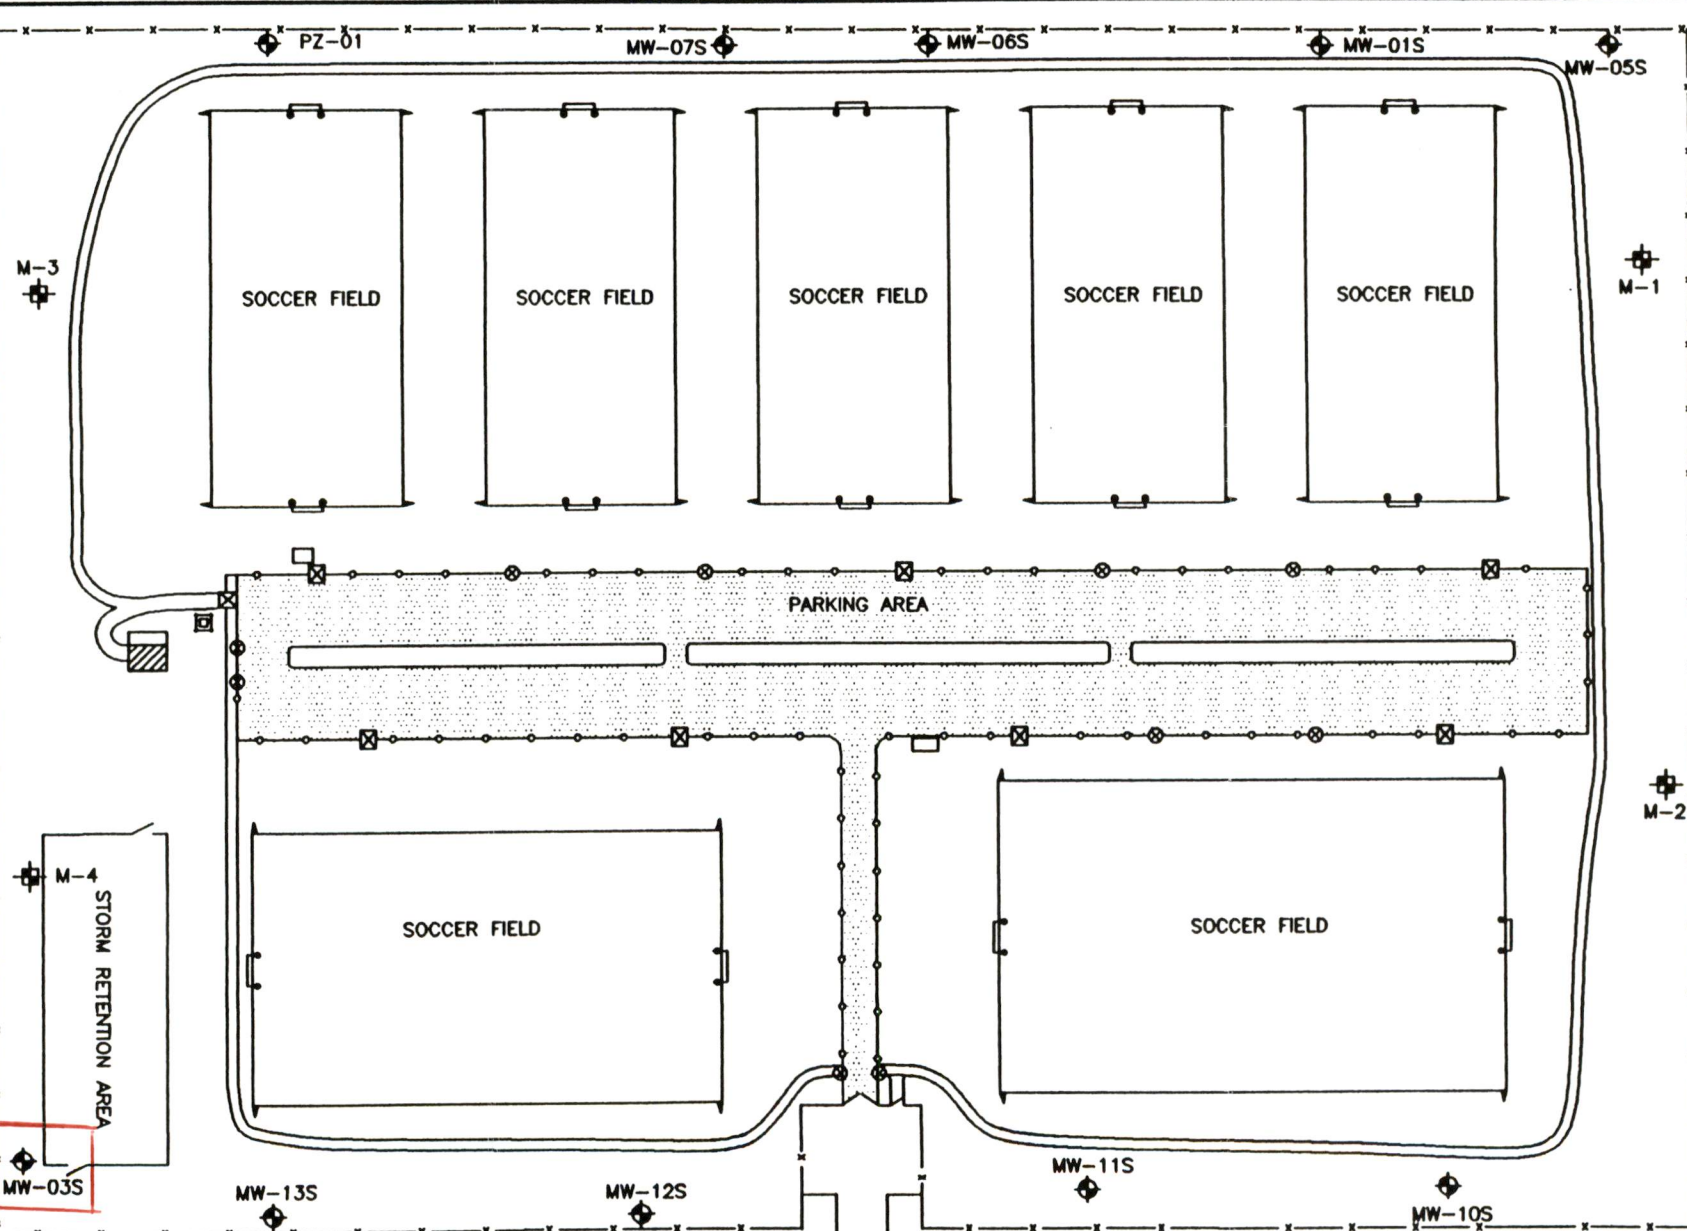 PZ-01
MW-07S
MW-06S
MW-01S
MW-05S
M-3
M-1
SOCCER FIELD
SOCCER FIELD
SOCCER FIELD
SOCCER FIELD
SOCCER FIELD
PARKING AREA
M-2
M-4
STORM RETENTION AREA
SOCCER FIELD
SOCCER FIELD
MW-03S
MW-13S
MW-12S
MW-11S
MW-10S